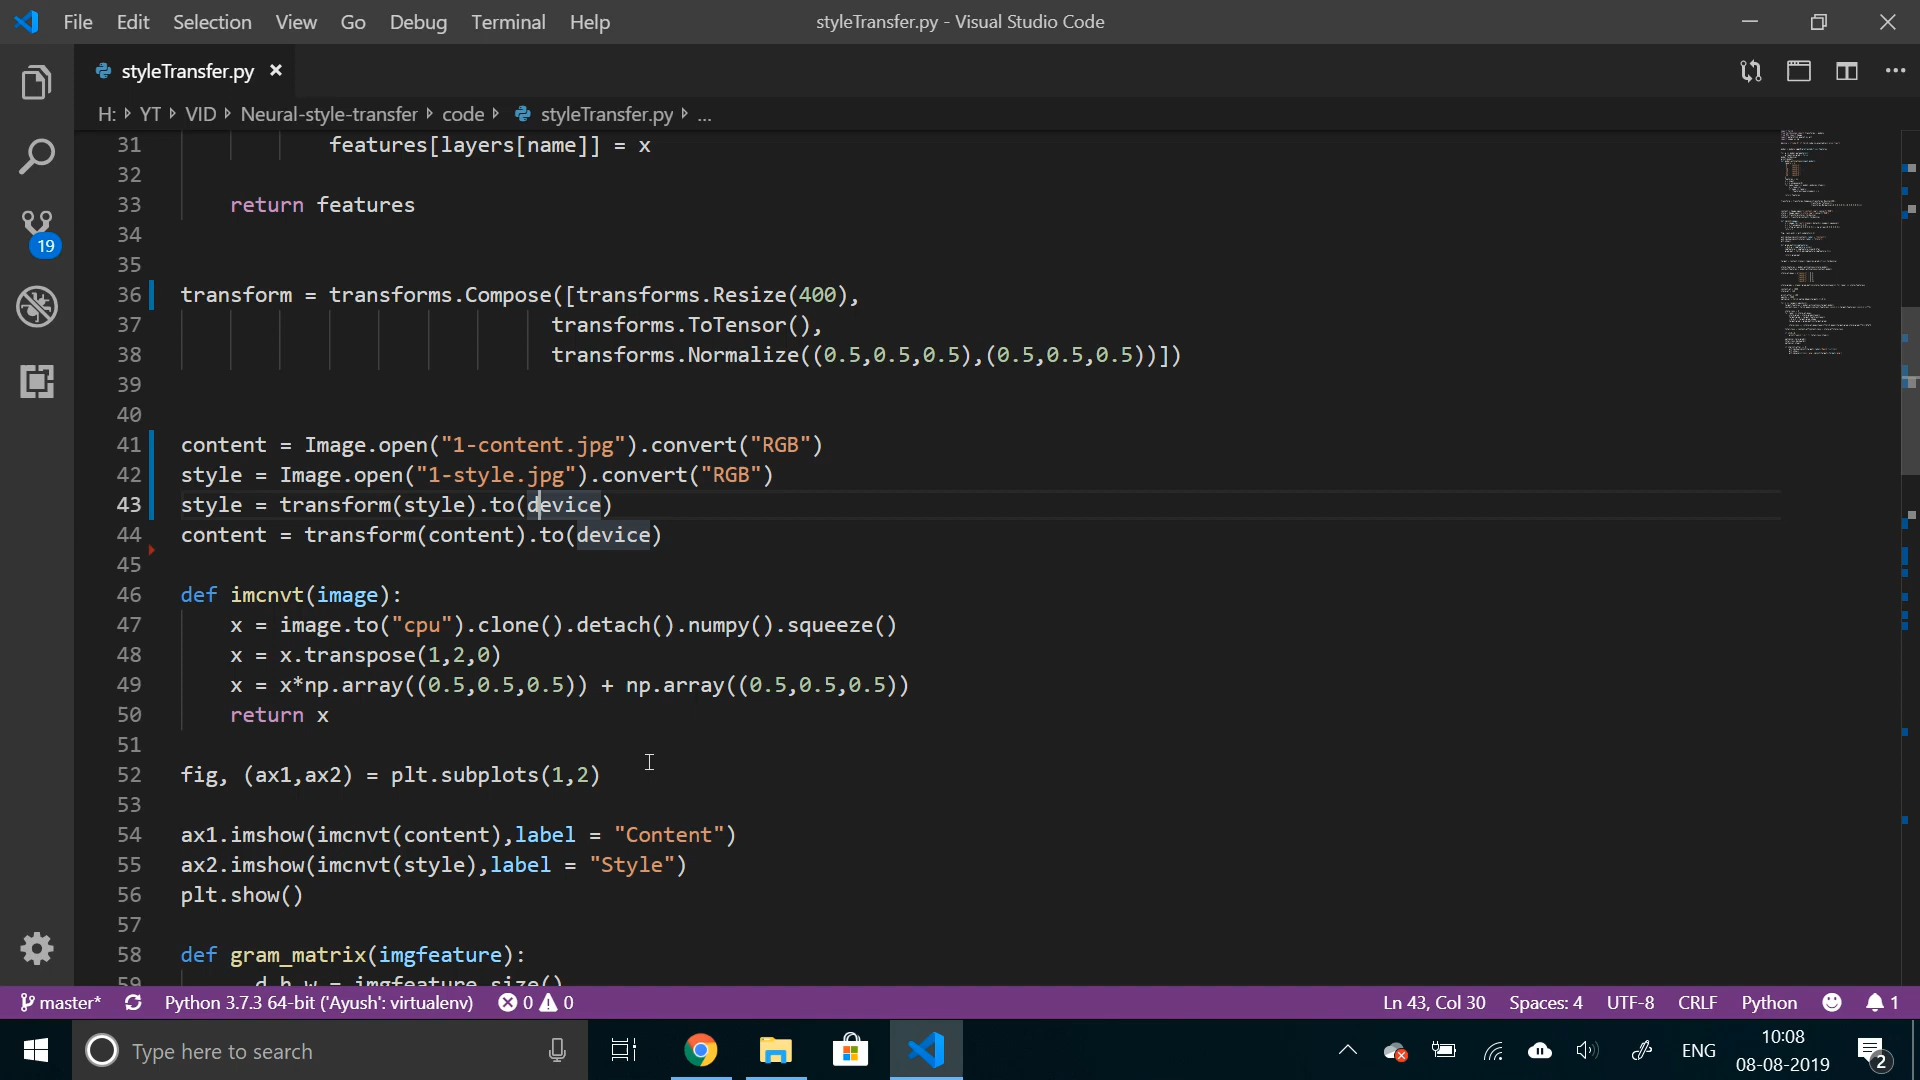 File Edit Selection View Go Debug Terminal Help styleTransfer.py - Visual Studio Code
styleTransfer.py
H: YT VID Neural-style-transfer code styleTransfer.py ...
31 features[layers[name]] = x
32
33 return features
34
35
36 transform = transforms.Compose([transforms.Resize(400),
37 transforms.ToTensor(),
38 transforms.Normalize((0.5,0.5,0.5),(0.5,0.5,0.5))])
39
40
41 content = Image.open("1-content.jpg").convert("RGB")
42 style = Image.open("1-style.jpg").convert("RGB")
43 style = transform(style).to(device)
44 content = transform(content).to(device)
45
46 def imcnvt(image):
47 x = image.to("cpu").clone().detach().numpy().squeeze()
48 x = x.transpose(1,2,0)
49 x = x*np.array((0.5,0.5,0.5)) + np.array((0.5,0.5,0.5))
50 return x
51
52 fig, (ax1,ax2) = plt.subplots(1,2)
53
54 ax1.imshow(imcnvt(content),label = "Content")
55 ax2.imshow(imcnvt(style),label = "Style")
56 plt.show()
57
58 def gram_matrix(imgfeature):
59 _,d,h,w = imgfeature.size()
19
master* Python 3.7.3 64-bit ('Ayush': virtualenv) 0 0 Ln 43, Col 30 Spaces: 4 UTF-8 CRLF Python 1
Type here to search ENG 10:08
08-08-2019 2